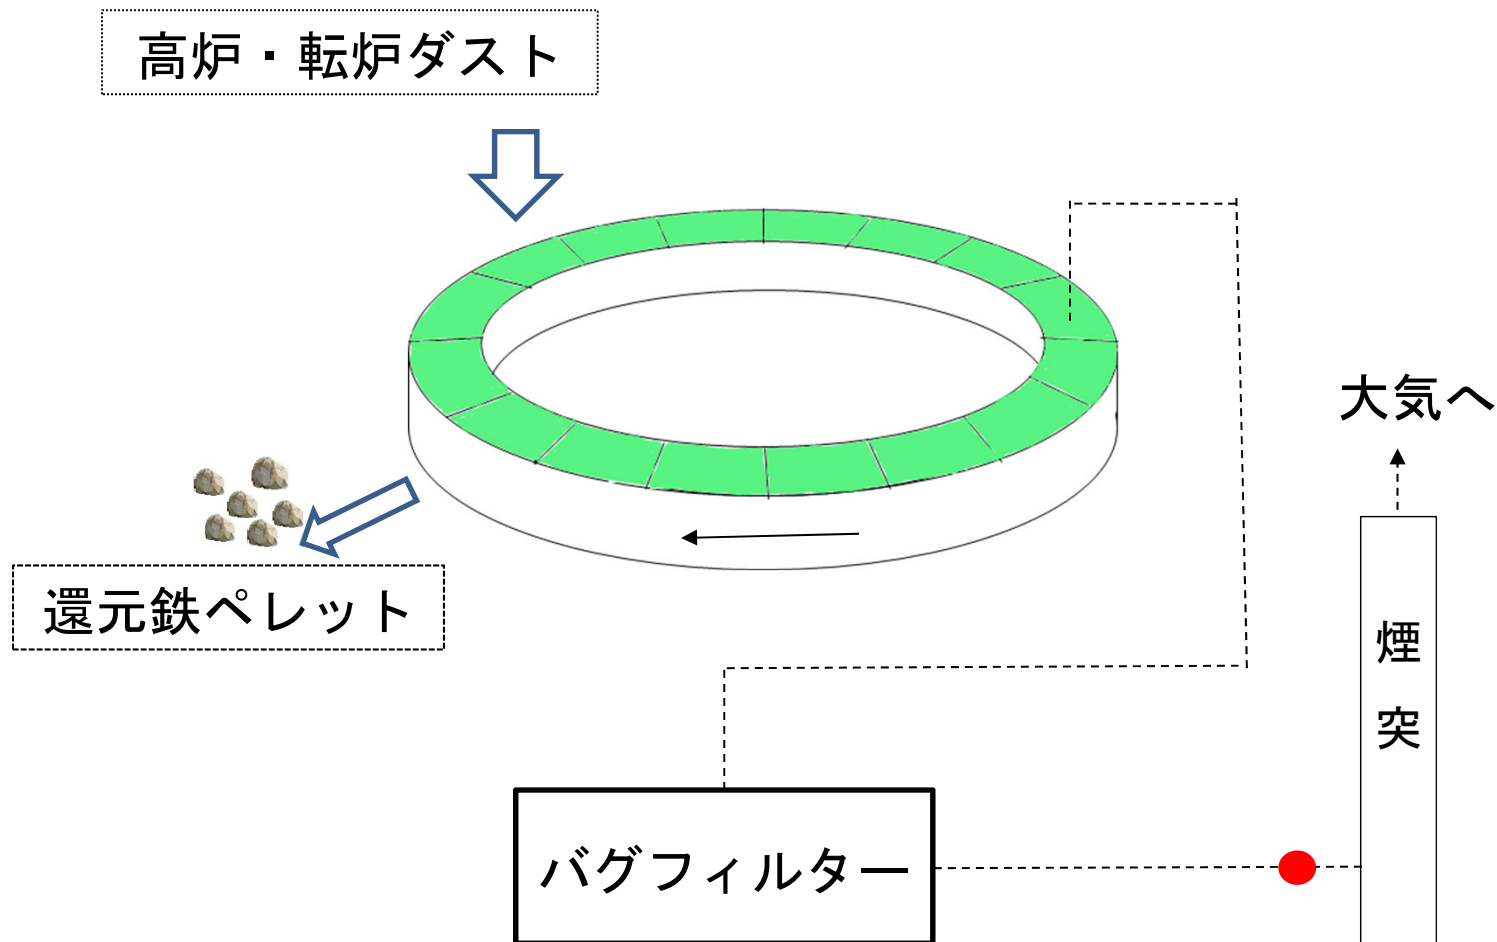 高炉・転炉ダスト
大気へ
還元鉄ペレット
煙突
バグフィルター